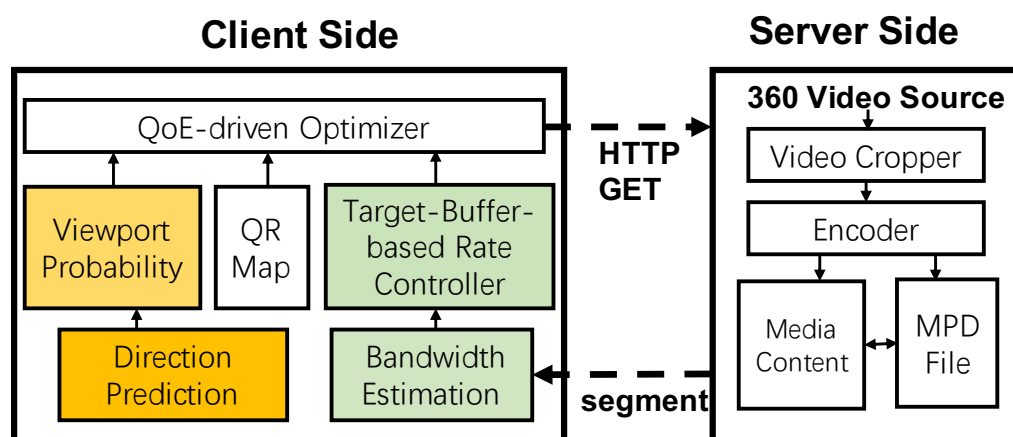 Client Side
Server Side
QoE-driven Optimizer
Viewport
Probability
QR
Map
Target-Buffer-
based Rate
Controller
Direction
Prediction
Bandwidth
Estimation
HTTP
GET
segment
360 Video Source
Video Cropper
Encoder
Media
Content
MPD
File